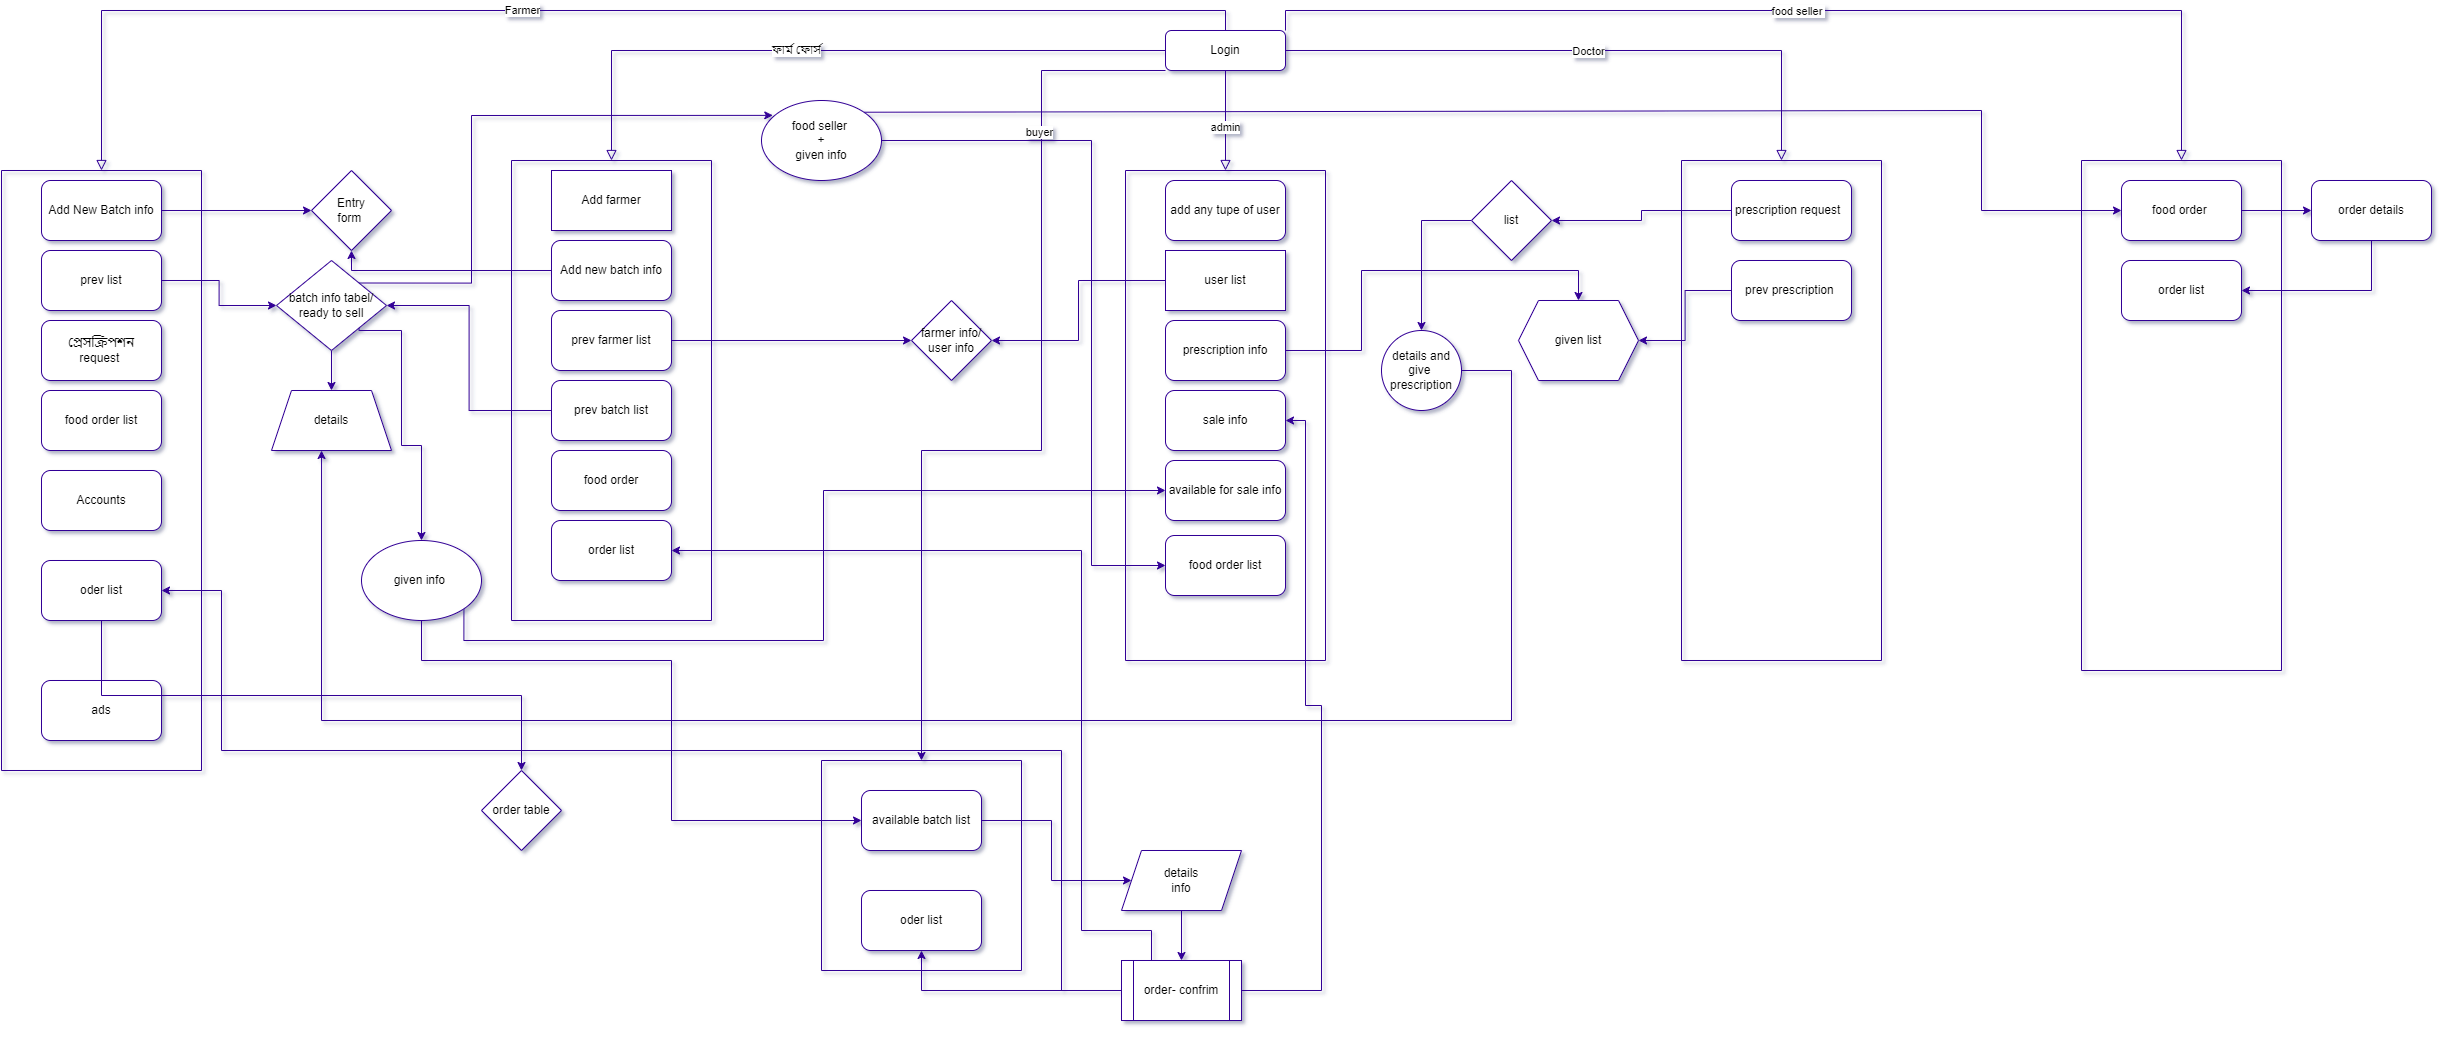 Farmer
food seller
ফার্ম ফোর্স
Login
Doctor
food seller
+
given info
buyer
admin
Add New Batch info
prev list
প্রেসক্রিপশন
request
food order list
Accounts
oder list
ads
Entry
form
batch info tabel/
ready to sell
details
given info
order table
Add farmer
Add new batch info
prev farmer list
prev batch list
food order
order list
farmer info/
user info
add any tupe of user
user list
prescription info
sale info
available for sale info
food order list
list
details and
give
prescription
given list
prescription request
prev prescription
food order
order list
order details
available batch list
oder list
details
info
order- confrim